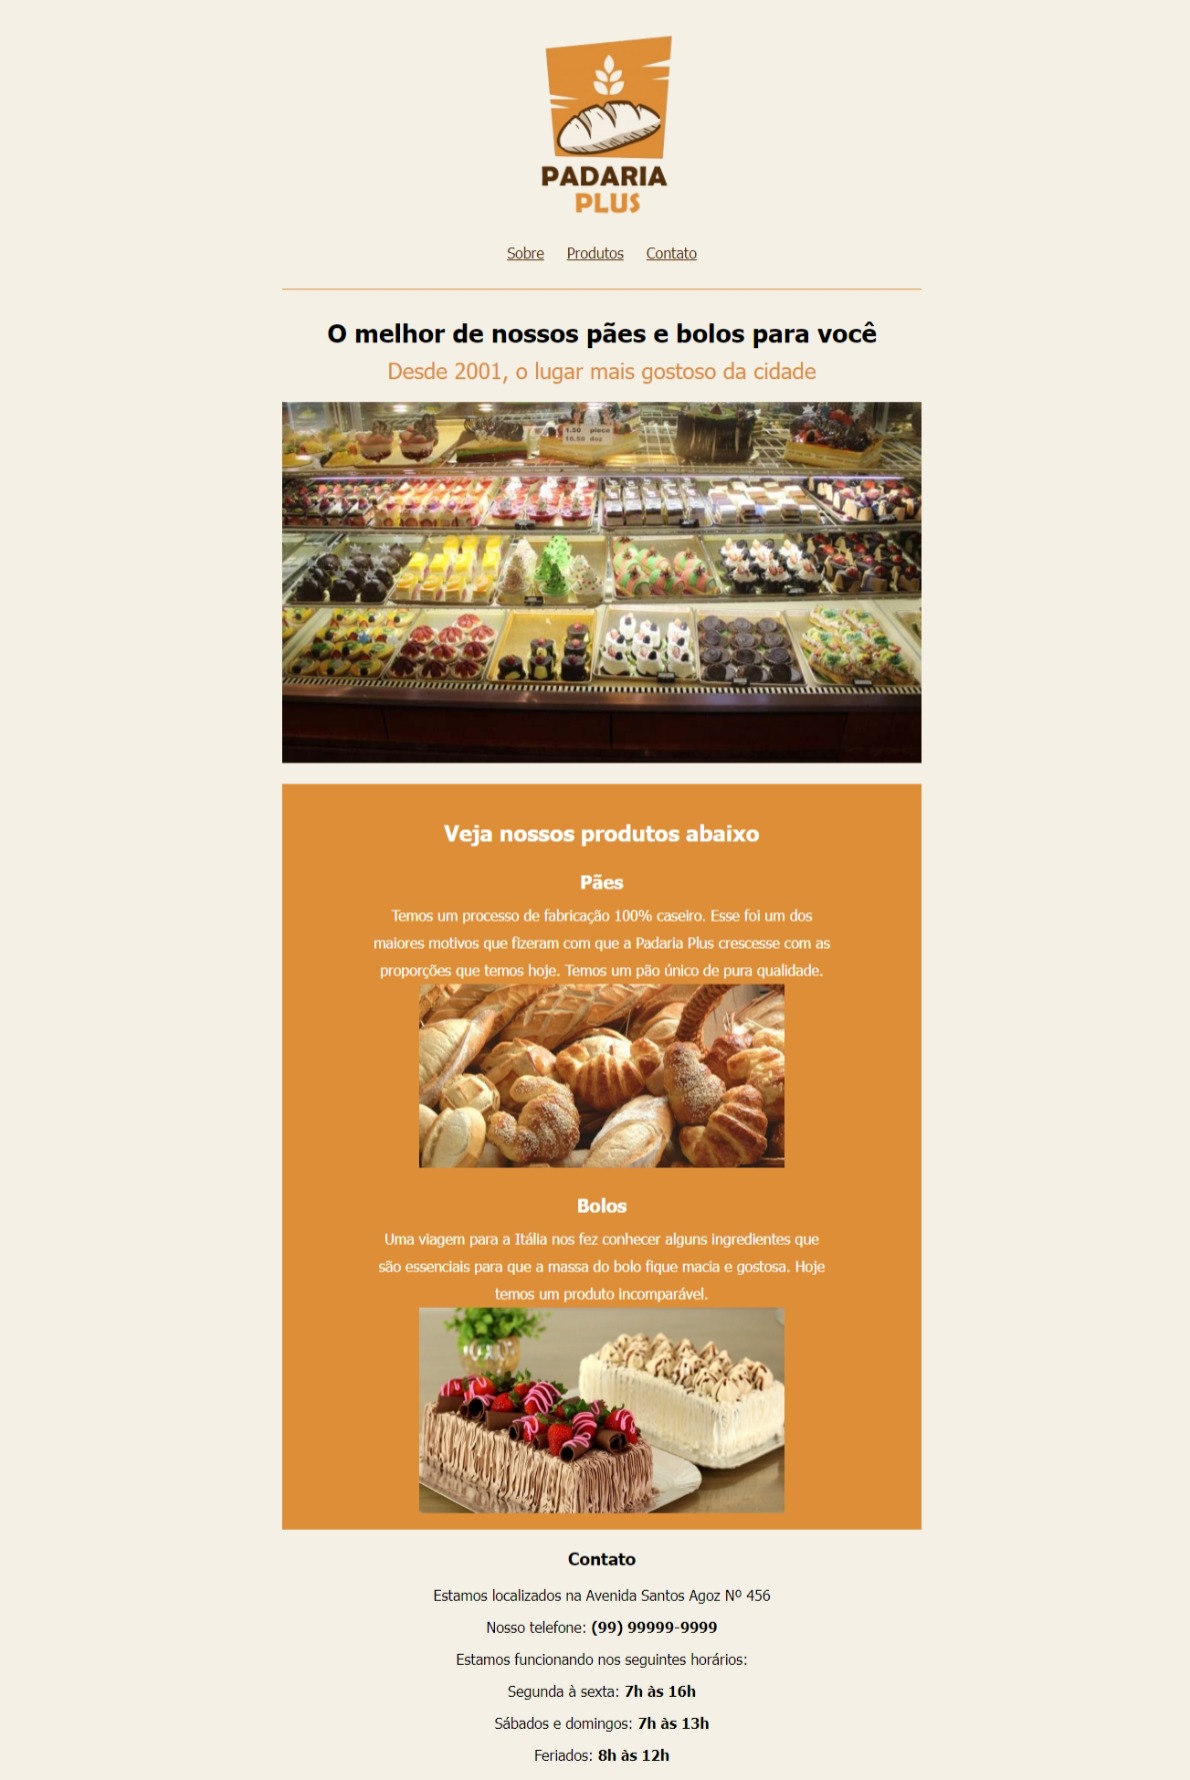 PADARIA
PLUS
Sobre Produtos Contato
O melhor de nossos pães e bolos para você
Desde 2001, o lugar mais gostoso da cidade
1.50 piece
16.50 doz
Veja nossos produtos abaixo
Pães
Temos um processo de fabricação 100% caseiro. Esse foi um dos
maiores motivos que fizeram com que a Padaria Plus crescesse com as
proporções que temos hoje. Temos um pão único de pura qualidade.
Bolos
Uma viagem para a Itália nos fez conhecer alguns ingredientes que
são essenciais para que a massa do bolo fique macia e gostosa. Hoje
temos um produto incomparável.
Contato
Estamos localizados na Avenida Santos Agoz Nº 456
Nosso telefone: (99) 99999-9999
Estamos funcionando nos seguintes horários:
Segunda à sexta: 7h às 16h
Sábados e domingos: 7h às 13h
Feriados: 8h às 12h